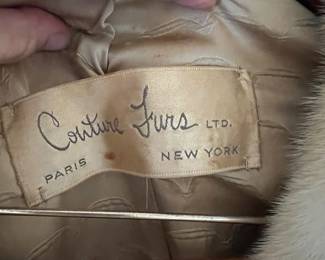 Couture Furs LTD.
PARIS NEW YORK